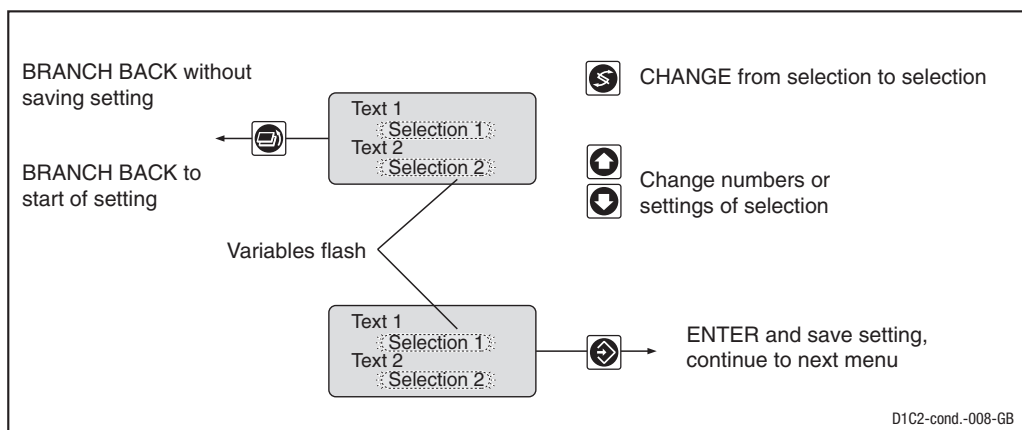 BRANCH BACK without
saving setting
BRANCH BACK to
start of setting
Text 1
Selection 1
Text 2
Selection 2
CHANGE from selection to selection
Change numbers or
settings of selection
Variables flash
Text 1
Selection 1
Text 2
Selection 2
ENTER and save setting,
continue to next menu
D1C2-cond.-008-GB